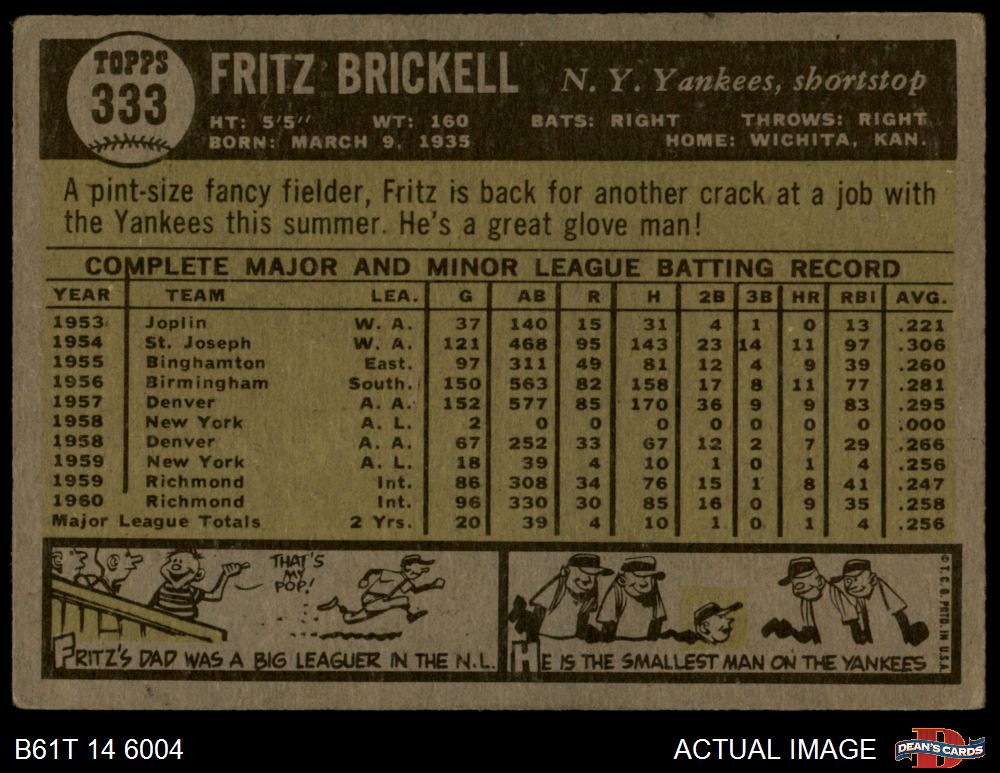 TOPPS
333
FRITZ BRICKELL N. Y. Yankees, shortstop
HT: 5'5" WT: 160 BATS: RIGHT THROWS: RIGHT
BORN: MARCH 9, 1935 HOME: WICHITA, KAN.
A pint-size fancy fielder, Fritz is back for another crack at a job with
the Yankees this summer. He's a great glove man!
COMPLETE MAJOR AND MINOR LEAGUE BATTING RECORD
YEAR TEAM LEA. G AB R H 2B 3B HR RBI AVG.
1953 Joplin W. A. 37 140 15 31 4 1 0 13 .221
1954 St. Joseph W. A. 121 468 95 143 23 14 11 97 .306
1955 Binghamton East. 97 311 49 81 12 4 9 39 .260
1956 Birmingham South. 150 563 82 158 17 8 11 77 .281
1957 Denver A. A. 152 577 85 170 36 9 9 83 .295
1958 New York A. L. 2 0 0 0 0 0 0 0 .000
1958 Denver A. A. 67 252 33 67 12 2 7 29 .266
1959 New York A. L. 18 39 4 10 1 0 1 4 .256
1959 Richmond Int. 86 308 34 76 15 1 8 41 .247
1960 Richmond Int. 96 330 30 85 16 0 9 35 .258
Major League Totals 2 Yrs. 20 39 4 10 1 0 1 4 .256
THAT'S
MY
POP!
FRITZ'S DAD WAS A BIG LEAGUER IN THE N.L.
HE IS THE SMALLEST MAN ON THE YANKEES
© T. C. G. PRTD. IN U.S.A.
B61T 14 6004 ACTUAL IMAGE
D
DEAN'S CARDS